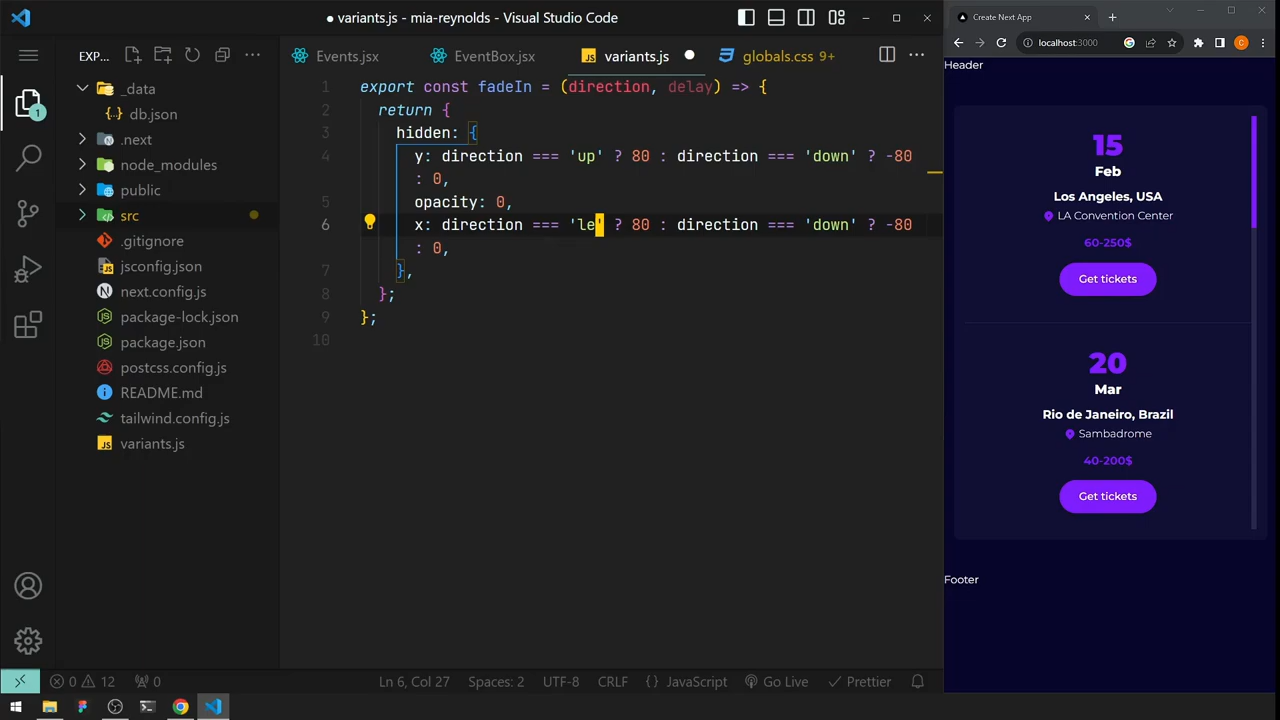 variants.js - mia-reynolds - Visual Studio Code
EXP...
Events.jsx
EventBox.jsx
JS variants.js
globals.css 9+
_data
{..} db.json
.next
node_modules
public
src
.gitignore
jsconfig.json
next.config.js
package-lock.json
package.json
postcss.config.js
README.md
tailwind.config.js
JS variants.js
1
1 export const fadeIn = (direction, delay) => {
2 return {
3 hidden: {
4 y: direction === 'up' ? 80 : direction === 'down' ? -80
: 0,
5 opacity: 0,
6 x: direction === 'le' ? 80 : direction === 'down' ? -80
: 0,
7 },
8 };
9 };
10
0 12 0
Ln 6, Col 27 Spaces: 2 UTF-8 CRLF {} JavaScript Go Live Prettier
Create Next App
localhost:3000
C
Header
15
Feb
Los Angeles, USA
LA Convention Center
60-250$
Get tickets
20
Mar
Rio de Janeiro, Brazil
Sambadrome
40-200$
Get tickets
Footer